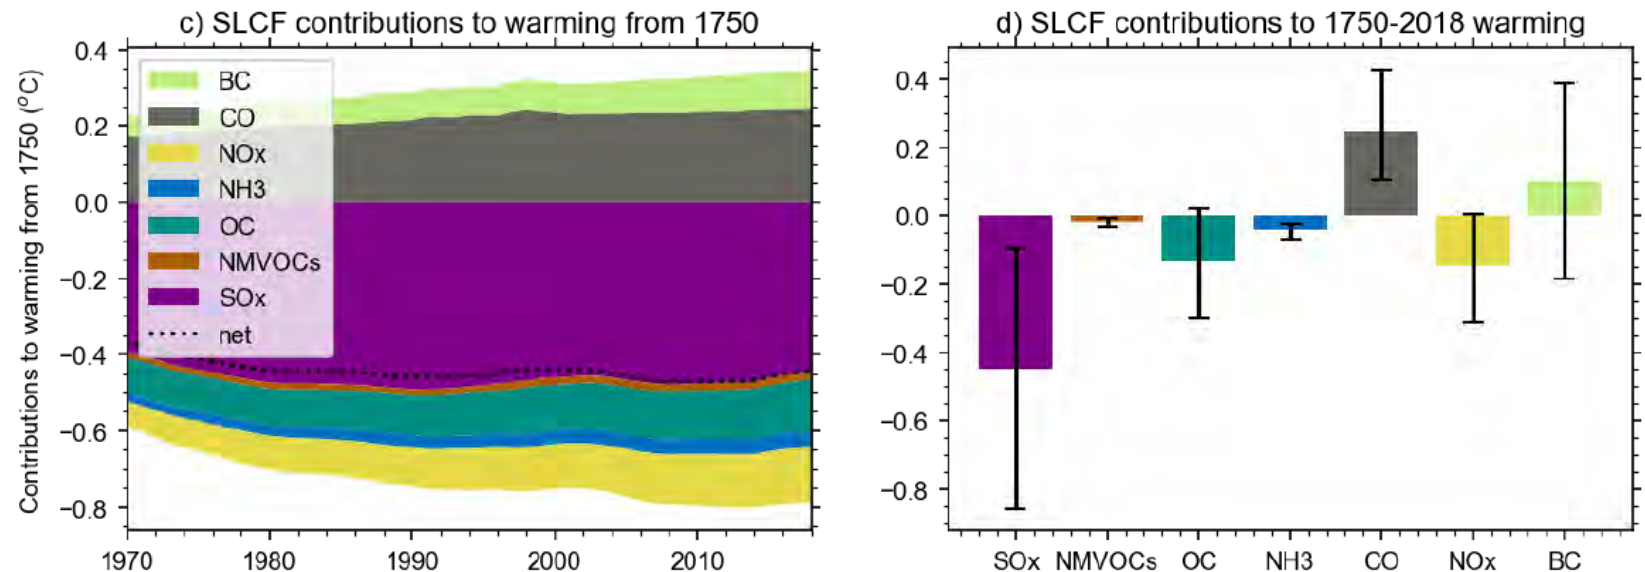 c) SLCF contributions to warming from 1750
Contributions to warming from 1750 (°C)
0.4
0.2
0.0
−0.2
−0.4
−0.6
−0.8
BC
CO
NOx
NH3
OC
NMVOCs
SOx
net
1970
1980
1990
2000
2010
d) SLCF contributions to 1750-2018 warming
0.4
0.2
0.0
−0.2
−0.4
−0.6
−0.8
SOx NMVOCs OC NH3 CO NOx BC